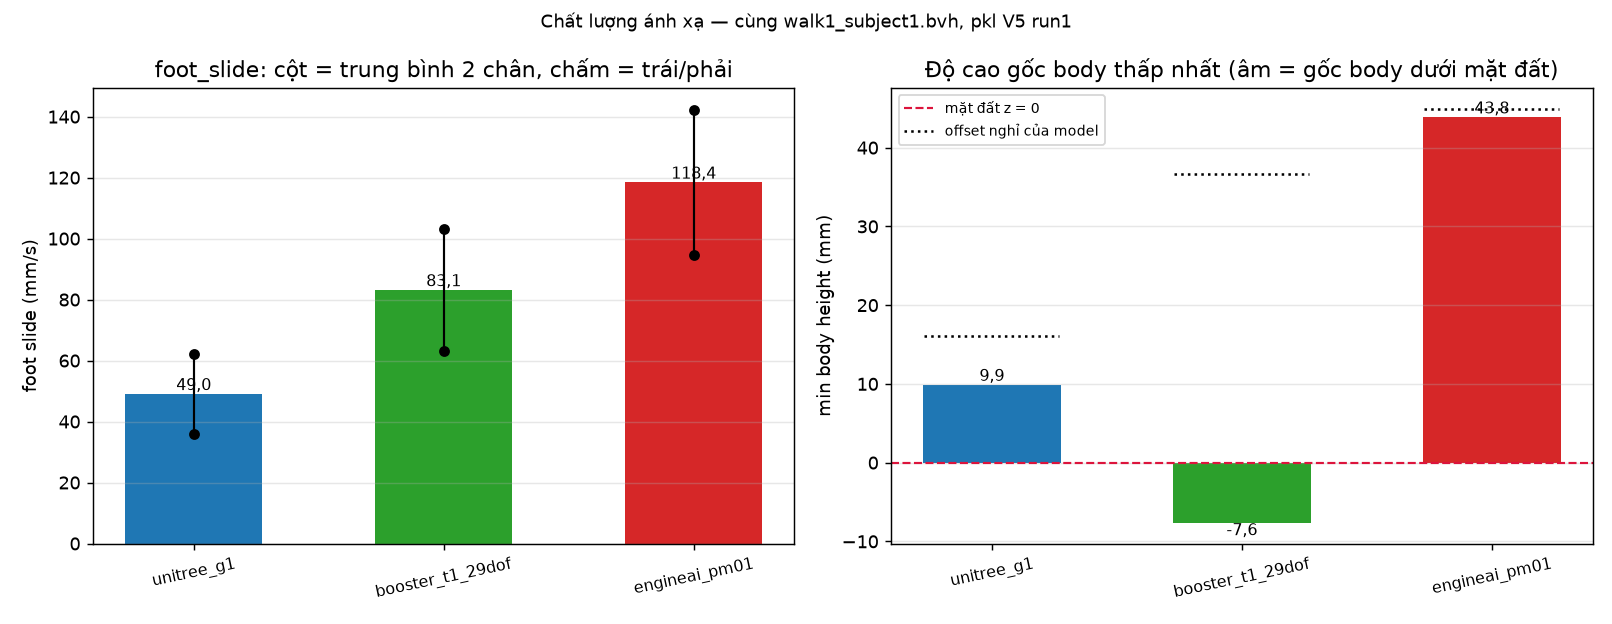 Chất lượng ánh xạ — cùng walk1_subject1.bvh, pkl V5 run1
foot_slide: cột = trung bình 2 chân, chấm = trái/phải
foot slide (mm/s)
140
120
100
80
60
40
20
0
49,0
83,1
118,4
unitree_g1
booster_t1_29dof
engineai_pm01
Độ cao gốc body thấp nhất (âm = gốc body dưới mặt đất)
mặt đất z = 0
offset nghỉ của model
min body height (mm)
40
30
20
10
0
−10
9,9
-7,6
43,8
unitree_g1
booster_t1_29dof
engineai_pm01